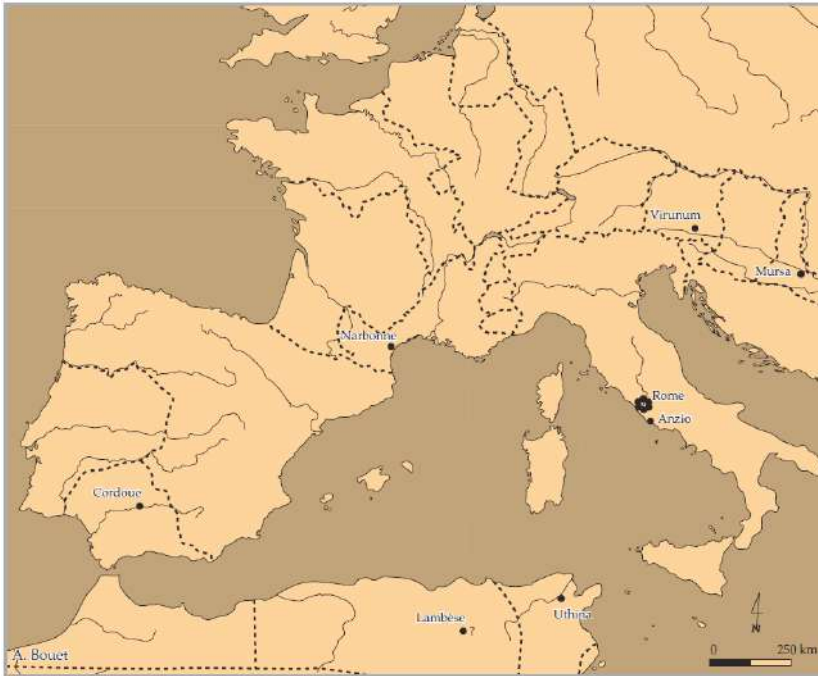 Virunum
Mursa
Narbonne
Rome
Anzio
Cordoue
Uthina
Lambèse
?
N
A. Bouet
0 250 km